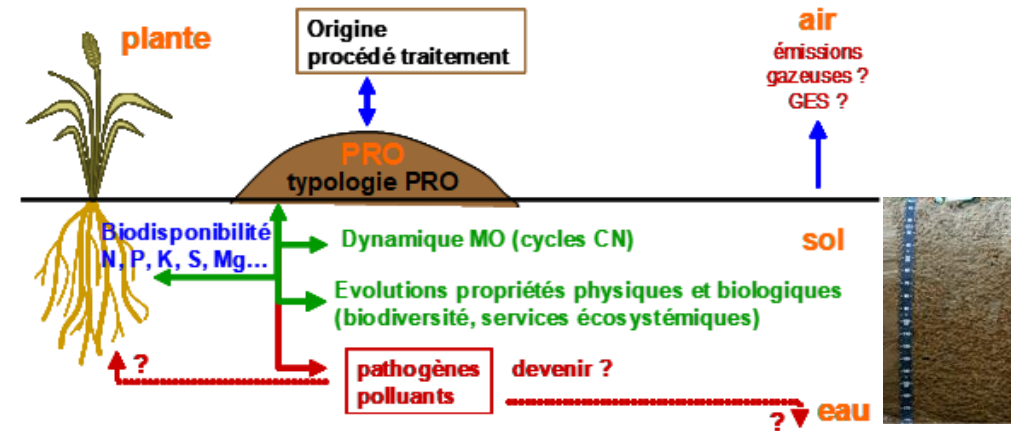 plante
Origine
procédé traitement
air
émissions
gazeuses ?
GES ?
PRO
typologie PRO
Biodisponibilité
N, P, K, S, Mg...
Dynamique MO (cycles CN)
sol
Evolutions propriétés physiques et biologiques
(biodiversité, services écosystémiques)
?
pathogènes
polluants
devenir ?
?
eau